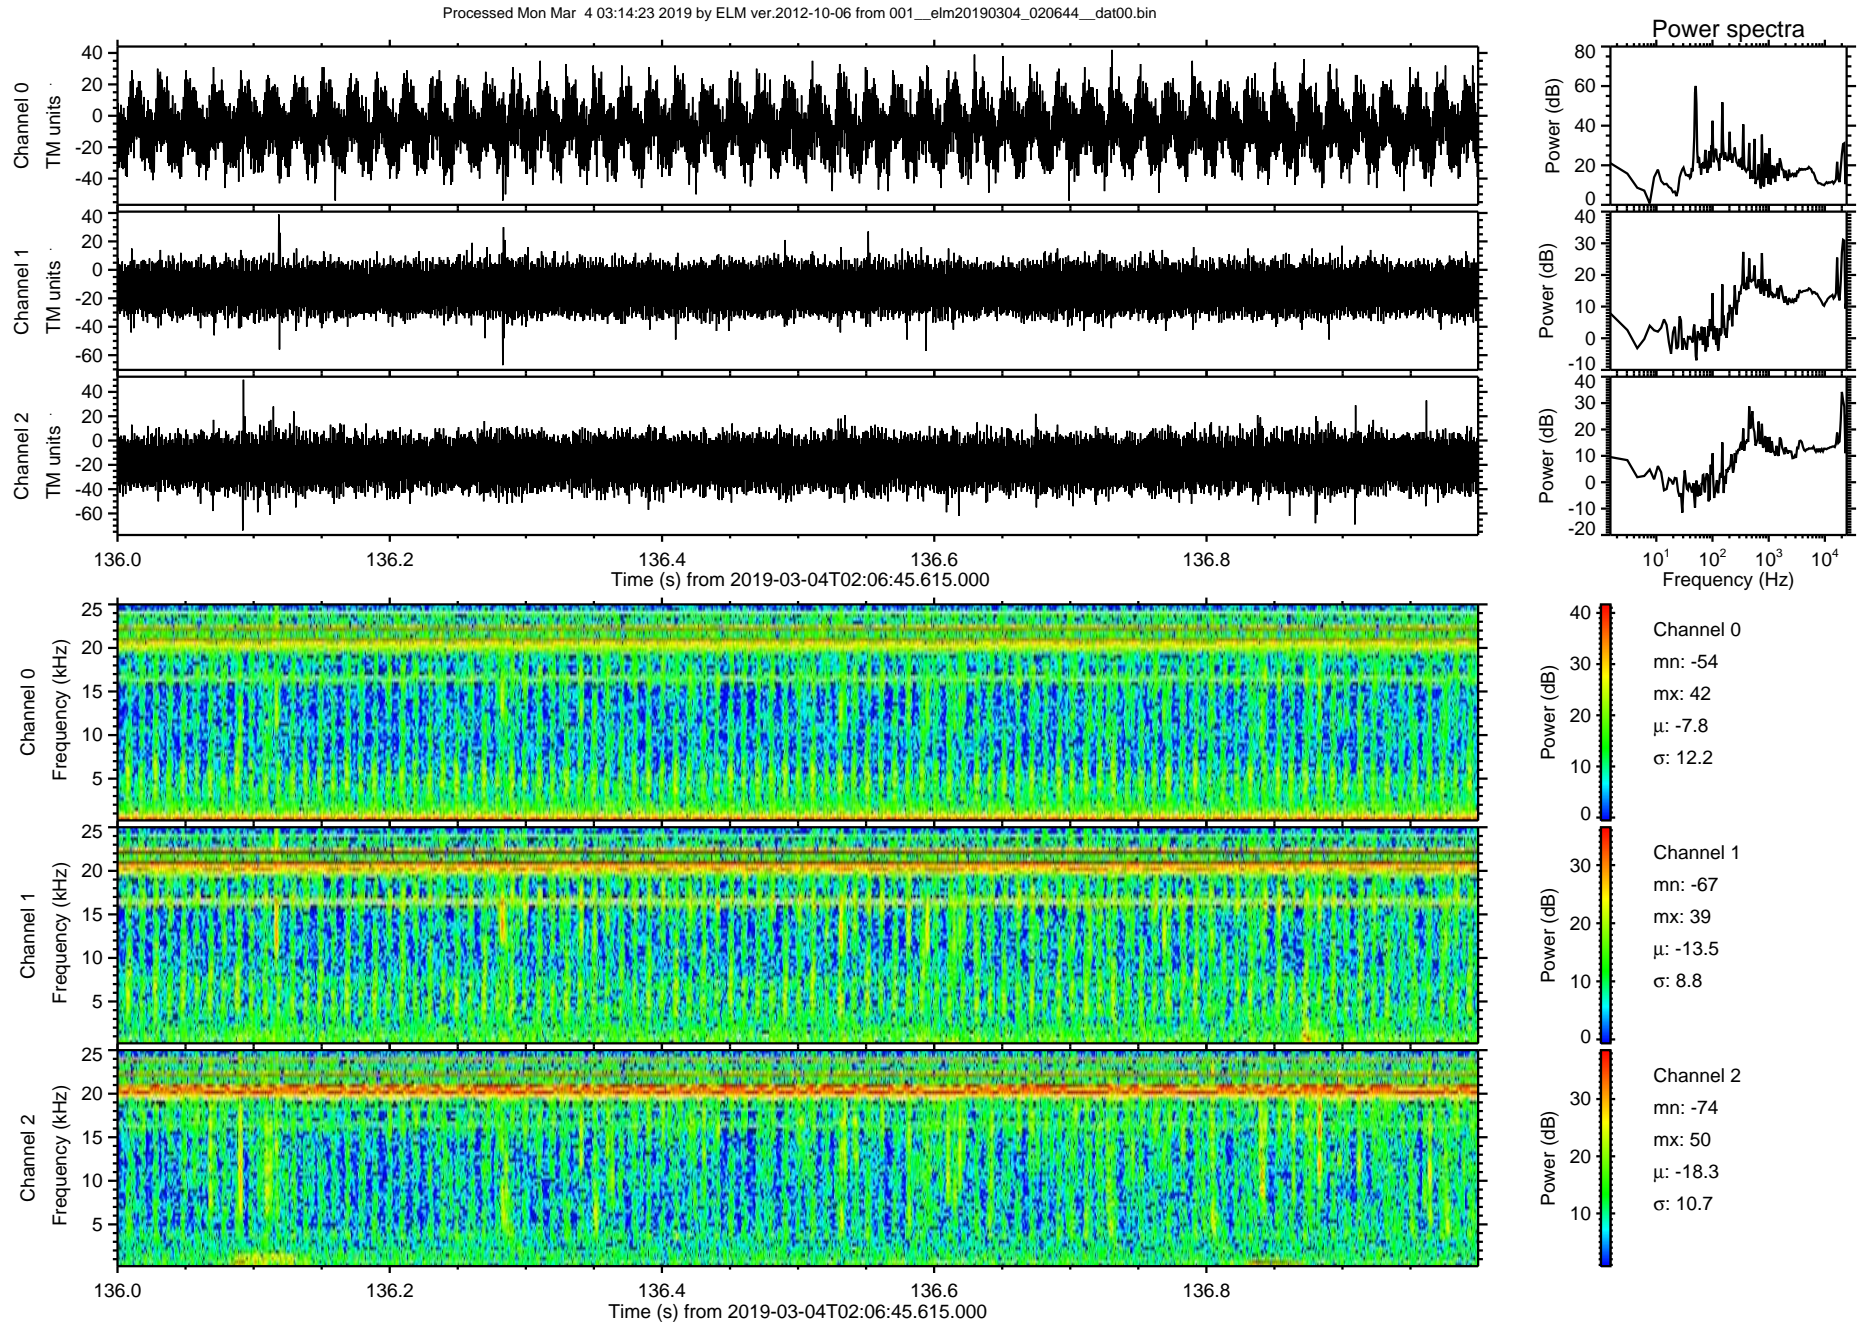 Processed Mon Mar  4 03:14:23 2019 by ELM ver.2012-10-06 from 001__elm20190304_020644__dat00.bin
Power spectra
Channel 0
TM units
40
20
0
-20
-40
Power (dB)
80
60
40
20
0
Channel 1
TM units
40
20
0
-20
-40
-60
Power (dB)
40
30
20
10
0
-10
Channel 2
TM units
40
20
0
-20
-40
-60
Power (dB)
40
30
20
10
0
-10
-20
136.0 136.2 136.4 136.6 136.8
Time (s) from 2019-03-04T02:06:45.615.000
10¹ 10² 10³ 10⁴
Frequency (Hz)
Channel 0
Frequency (kHz)
25
20
15
10
5
Power (dB)
40
30
20
10
0
Channel 0
mn: -54
mx: 42
μ: -7.8
σ: 12.2
Channel 1
Frequency (kHz)
25
20
15
10
5
Power (dB)
30
20
10
0
Channel 1
mn: -67
mx: 39
μ: -13.5
σ: 8.8
Channel 2
Frequency (kHz)
25
20
15
10
5
Power (dB)
30
20
10
Channel 2
mn: -74
mx: 50
μ: -18.3
σ: 10.7
136.0 136.2 136.4 136.6 136.8
Time (s) from 2019-03-04T02:06:45.615.000